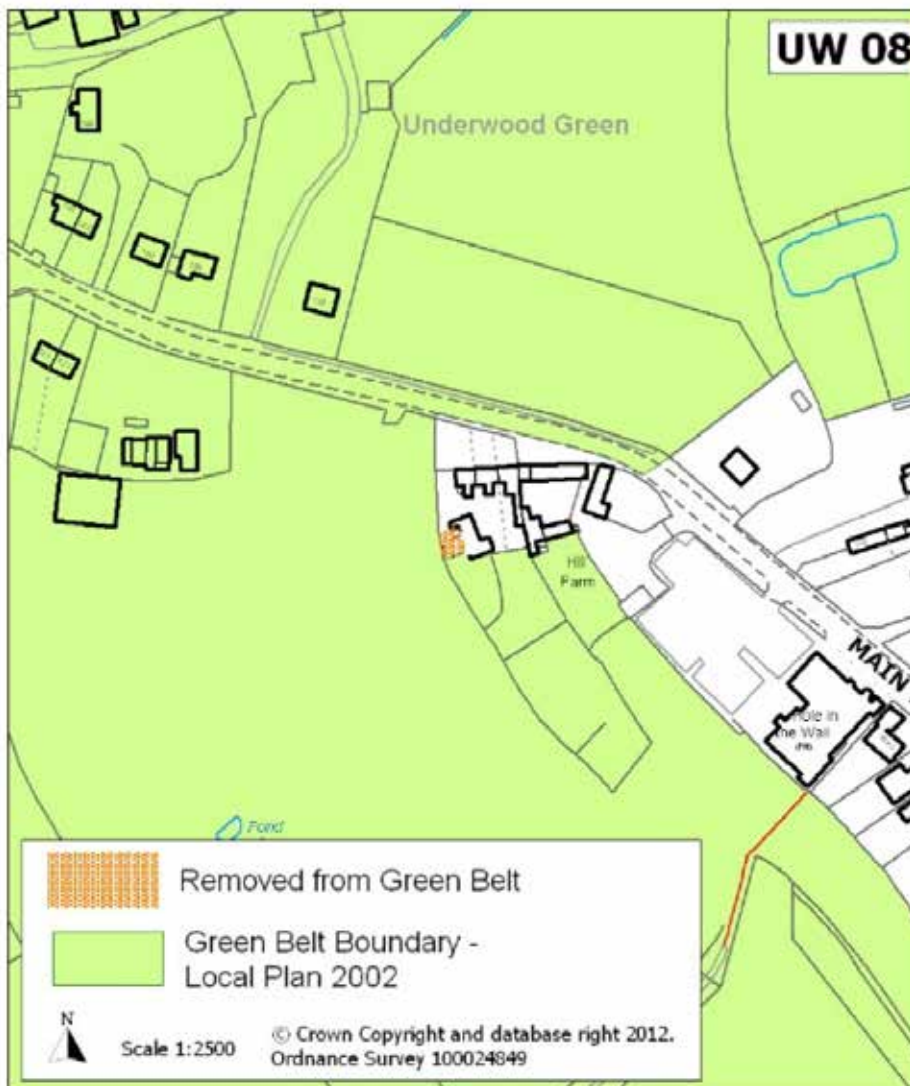 UW 08
Underwood Green
Hill
Farm
MAIN
Hole in
the Wall
(PH)
Pond
Removed from Green Belt
Green Belt Boundary -
Local Plan 2002
N
Scale 1:2500
© Crown Copyright and database right 2012.
Ordnance Survey 100024849